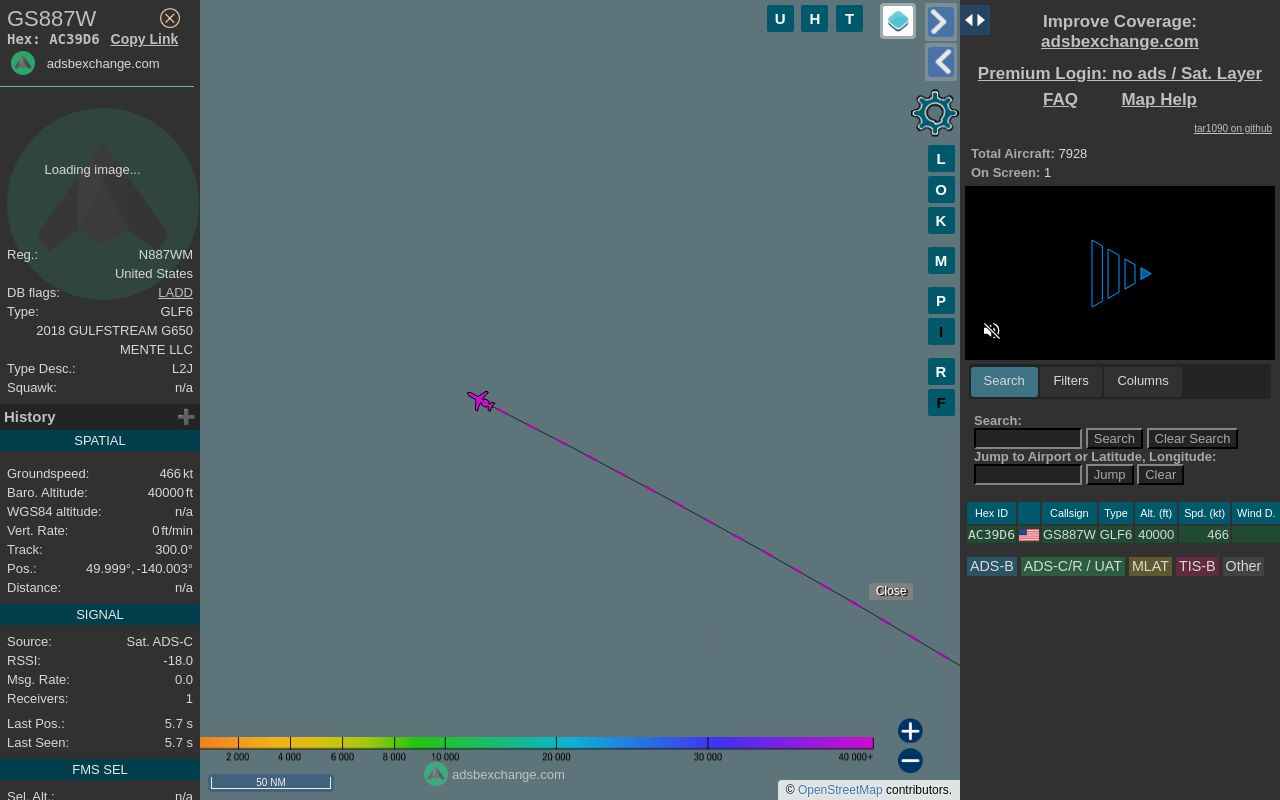 GS887W
Hex: AC39D6 Copy Link
adsbexchange.com
Loading image...
Reg.: N887WM
United States
DB flags: LADD
Type: GLF6
2018 GULFSTREAM G650
MENTE LLC
Type Desc.: L2J
Squawk: n/a
History
SPATIAL
Groundspeed: 466 kt
Baro. Altitude: 40000 ft
WGS84 altitude: n/a
Vert. Rate: 0 ft/min
Track: 300.0°
Pos.: 49.999°, -140.003°
Distance: n/a
SIGNAL
Source: Sat. ADS-C
RSSI: -18.0
Msg. Rate: 0.0
Receivers: 1
Last Pos.: 5.7 s
Last Seen: 5.7 s
FMS SEL
Sel. Alt.: n/a
U H T
L
O
K
M
P
I
R
F
Close
2 000 4 000 6 000 8 000 10 000 20 000 30 000 40 000+
adsbexchange.com
50 NM
© OpenStreetMap contributors.
Improve Coverage:
adsbexchange.com
Premium Login: no ads / Sat. Layer
FAQ Map Help
tar1090 on github
Total Aircraft: 7928
On Screen: 1
Search Filters Columns
Search:
Search Clear Search
Jump to Airport or Latitude, Longitude:
Jump Clear
Hex ID Callsign Type Alt. (ft) Spd. (kt) Wind D.
AC39D6 GS887W GLF6 40000 466
ADS-B ADS-C/R / UAT MLAT TIS-B Other